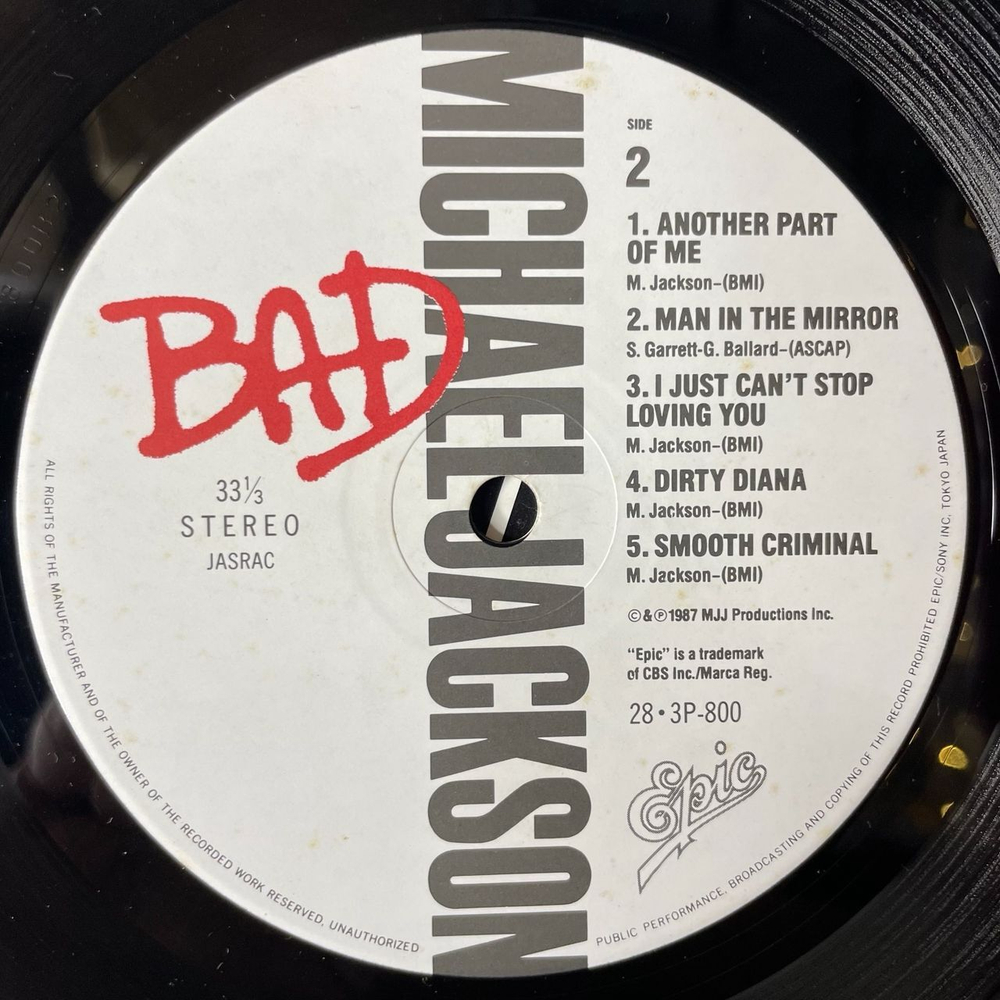 MICHAEL JACKSON
BAD
33⅓
STEREO
JASRAC
SIDE
2
1. ANOTHER PART
OF ME
M. Jackson-(BMI)
2. MAN IN THE MIRROR
S. Garrett-G. Ballard-(ASCAP)
3. I JUST CAN'T STOP
LOVING YOU
M. Jackson-(BMI)
4. DIRTY DIANA
M. Jackson-(BMI)
5. SMOOTH CRIMINAL
M. Jackson-(BMI)
©&℗1987 MJJ Productions Inc.
"Epic" is a trademark
of CBS Inc./Marca Reg.
28・3P-800
Epic
ALL RIGHTS OF THE MANUFACTURER AND OF THE OWNER OF THE RECORDED WORK RESERVED, UNAUTHORIZED
PUBLIC PERFORMANCE, BROADCASTING AND COPYING OF THIS RECORD PROHIBITED EPIC/SONY INC, TOKYO JAPAN